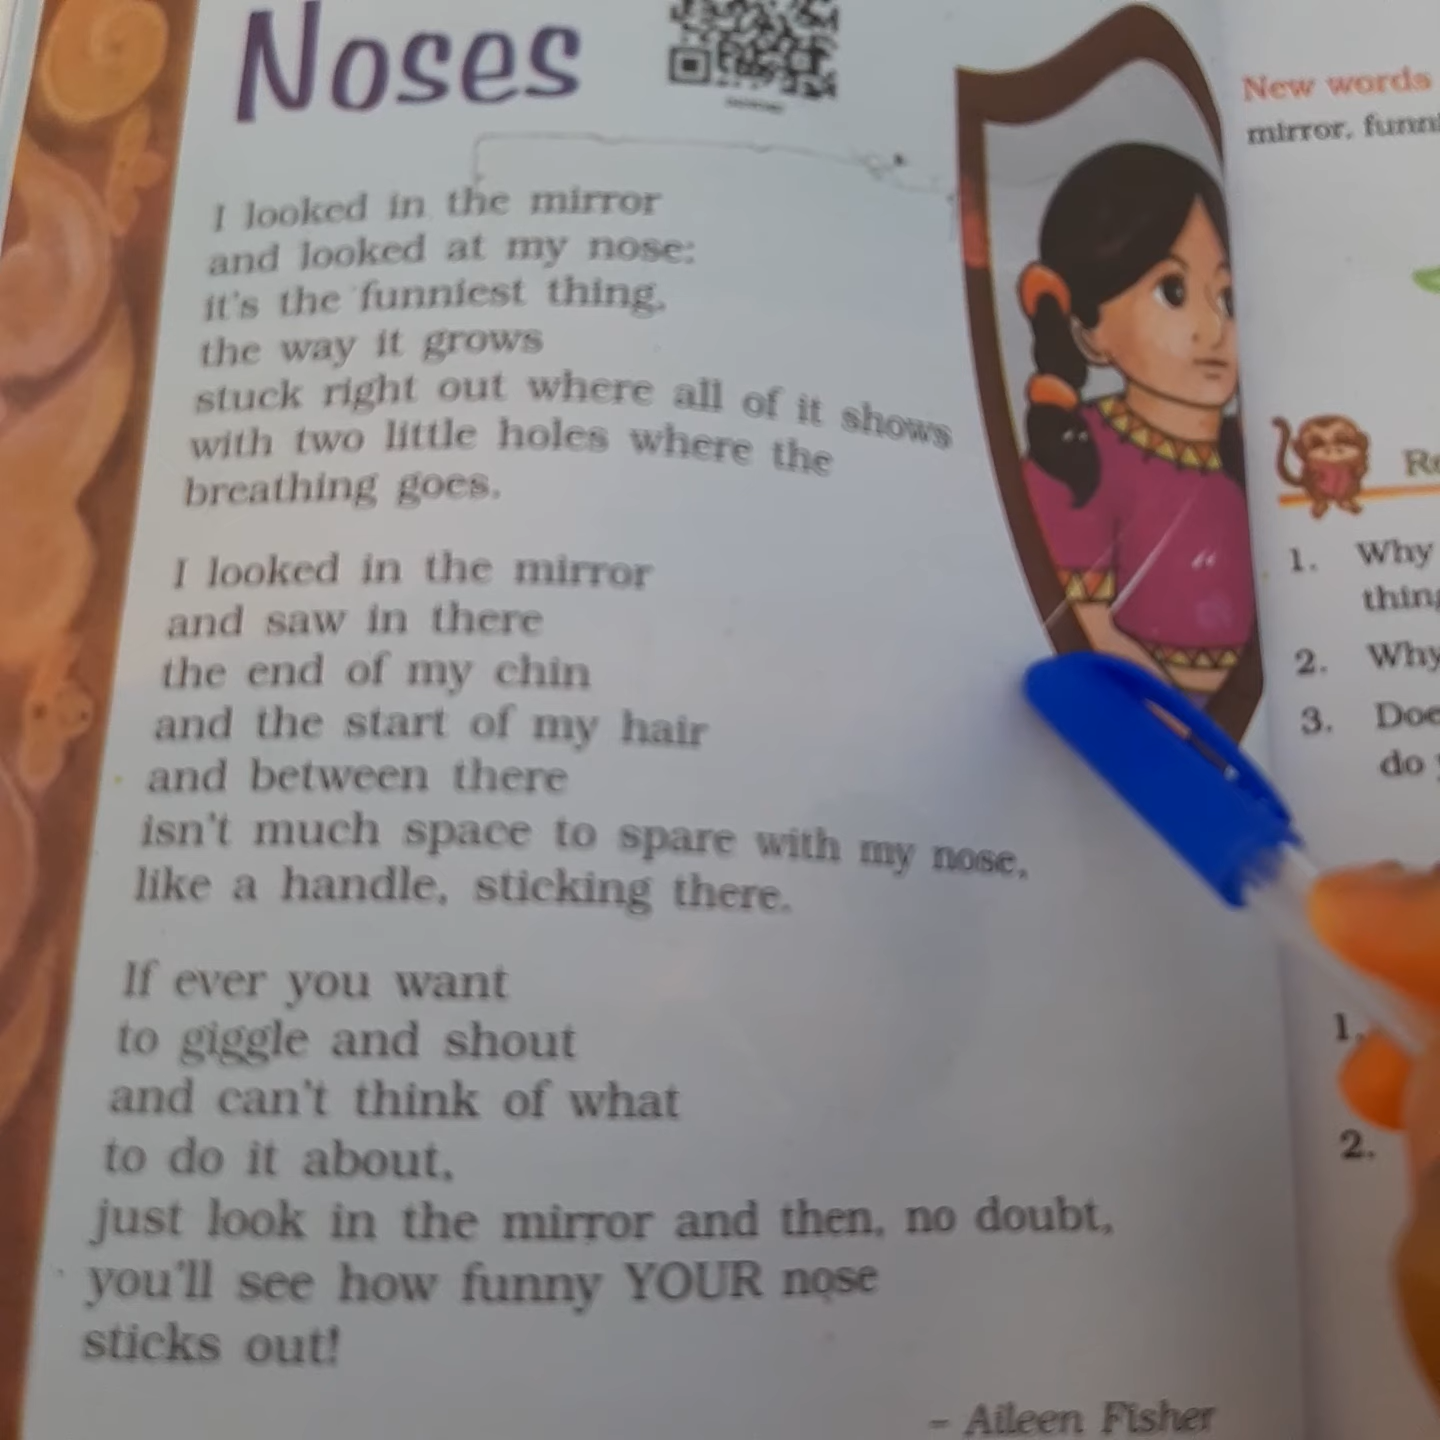 Noses
I looked in the mirror
and looked at my nose:
it's the funniest thing,
the way it grows
stuck right out where all of it shows
with two little holes where the
breathing goes.
I looked in the mirror
and saw in there
the end of my chin
and the start of my hair
and between there
isn't much space to spare with my nose,
like a handle, sticking there.
If ever you want
to giggle and shout
and can't think of what
to do it about,
just look in the mirror and then, no doubt,
you'll see how funny YOUR nose
sticks out!
– Aileen Fisher
New words
mirror,
1. Why
2. Why
3.
do
1.
2.